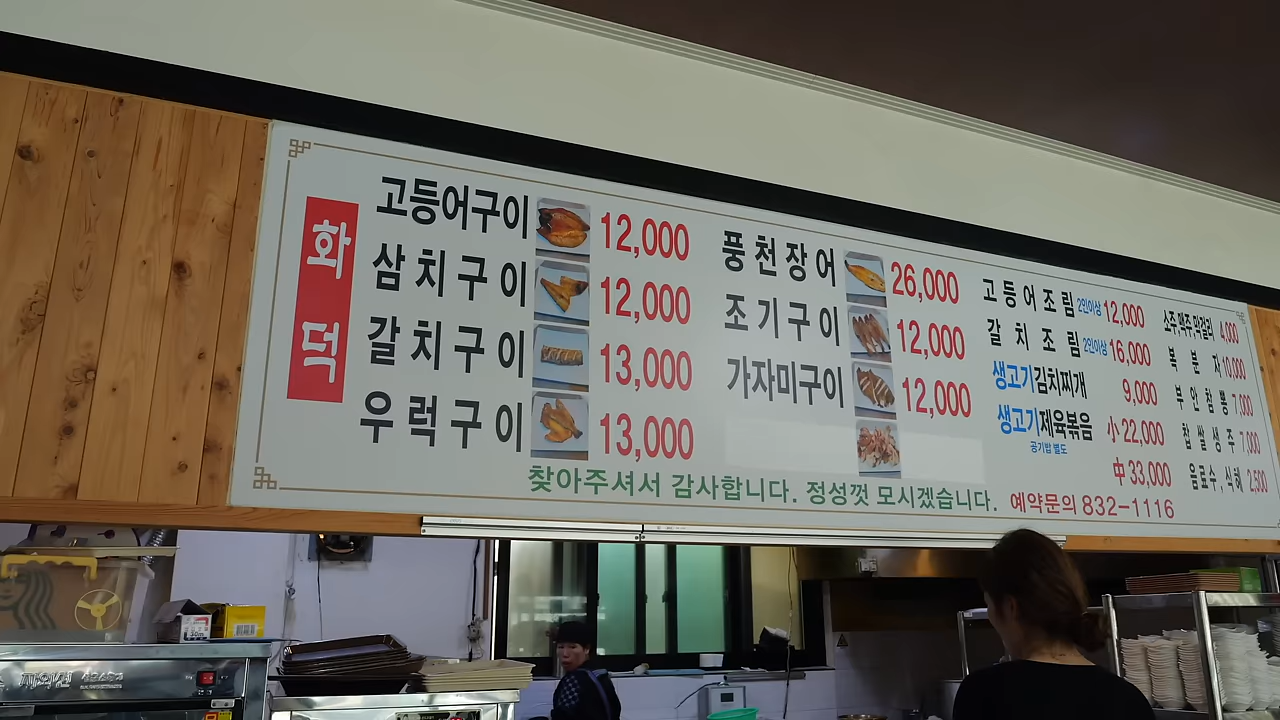 화덕
고등어구이 12,000
삼치구이 12,000
갈치구이 13,000
우럭구이 13,000
풍천장어 26,000
조기구이 12,000
가자미구이 12,000
고등어조림 2인이상 12,000
갈치조림 2인이상 16,000
생고기김치찌개 9,000
생고기제육볶음 小 22,000
공기밥 별도
中 33,000
소주,맥주,막걸리 4,000
복분자 10,000
부안참뽕 7,000
찹쌀생주 7,000
음료수,식혜 2,500
찾아주셔서 감사합니다. 정성껏 모시겠습니다. 예약문의 832-1116